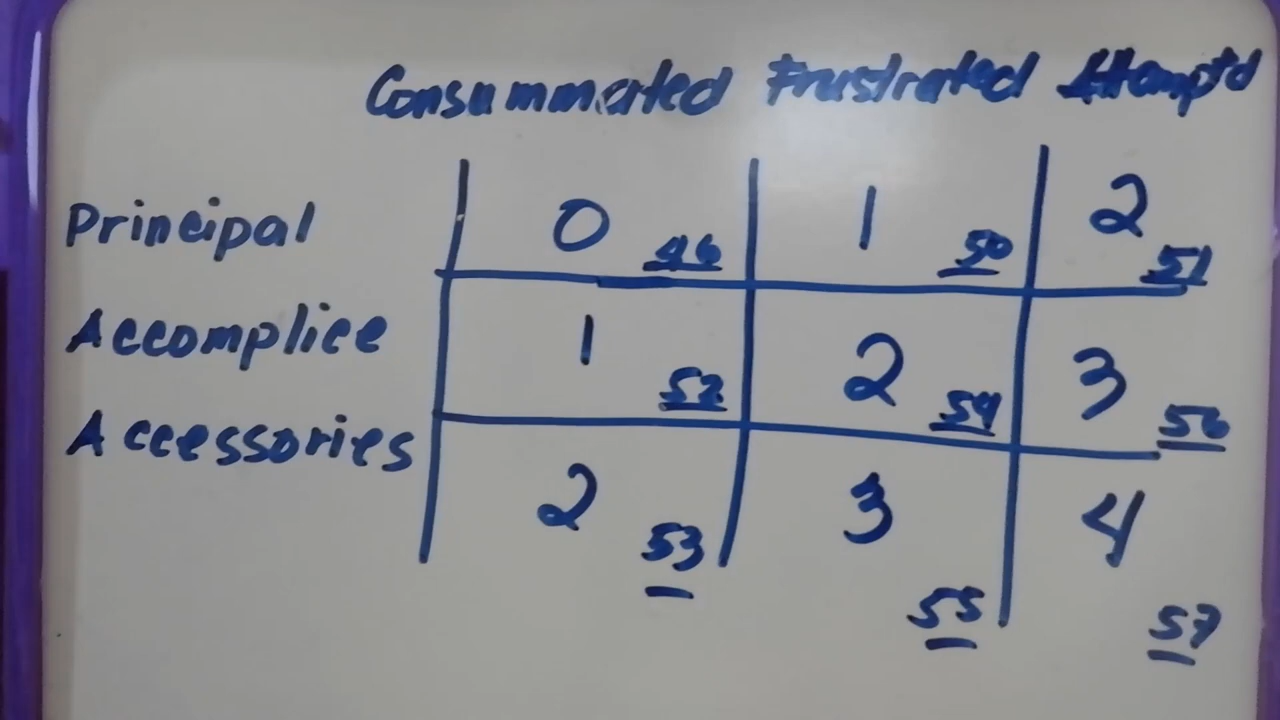 Consummated Frustrated Attempt'd
Principal 0 46 1 50 2 51
Accomplice 1 52 2 54 3 56
Accessories 2 53 3 55 4 57